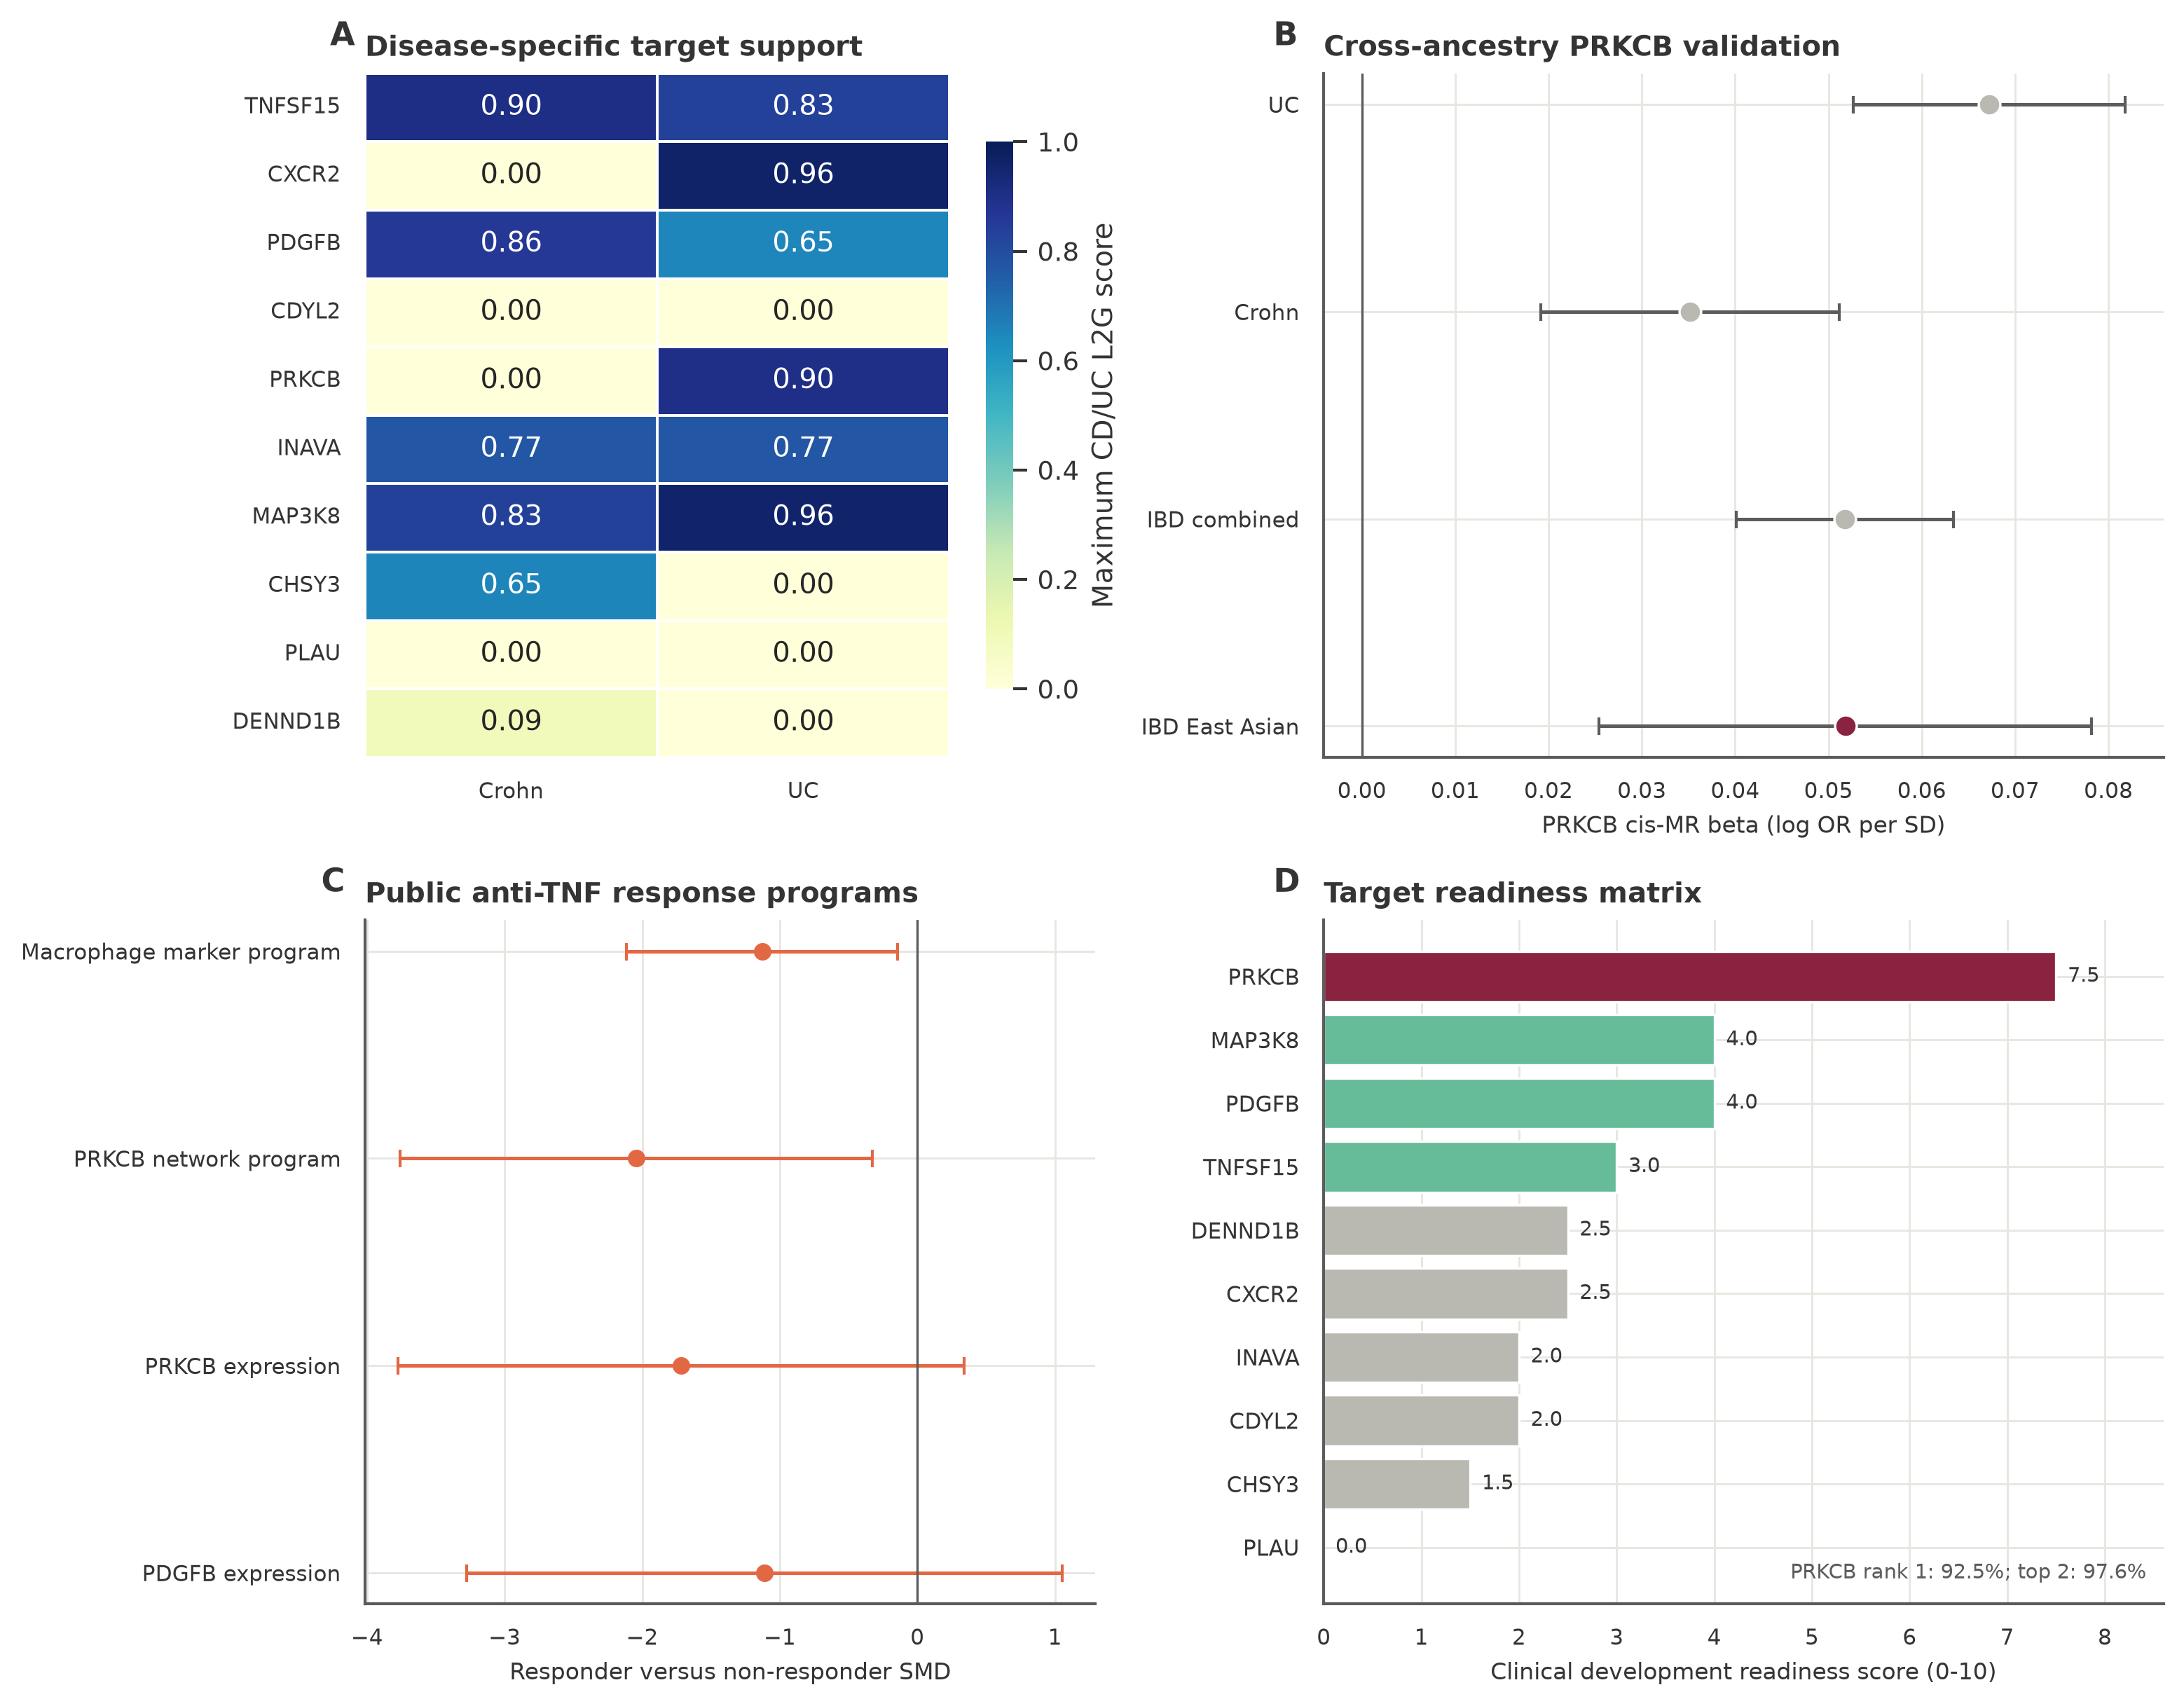 A Disease-specific target support
TNFSF15 0.90 0.83
CXCR2 0.00 0.96
PDGFB 0.86 0.65
CDYL2 0.00 0.00
PRKCB 0.00 0.90
INAVA 0.77 0.77
MAP3K8 0.83 0.96
CHSY3 0.65 0.00
PLAU 0.00 0.00
DENND1B 0.09 0.00
Crohn UC
1.0
0.8
0.6
0.4
0.2
0.0
Maximum CD/UC L2G score
B Cross-ancestry PRKCB validation
UC
Crohn
IBD combined
IBD East Asian
0.00 0.01 0.02 0.03 0.04 0.05 0.06 0.07 0.08
PRKCB cis-MR beta (log OR per SD)
C Public anti-TNF response programs
Macrophage marker program
PRKCB network program
PRKCB expression
PDGFB expression
−4 −3 −2 −1 0 1
Responder versus non-responder SMD
D Target readiness matrix
PRKCB 7.5
MAP3K8 4.0
PDGFB 4.0
TNFSF15 3.0
DENND1B 2.5
CXCR2 2.5
INAVA 2.0
CDYL2 2.0
CHSY3 1.5
PLAU 0.0
PRKCB rank 1: 92.5%; top 2: 97.6%
0 1 2 3 4 5 6 7 8
Clinical development readiness score (0-10)